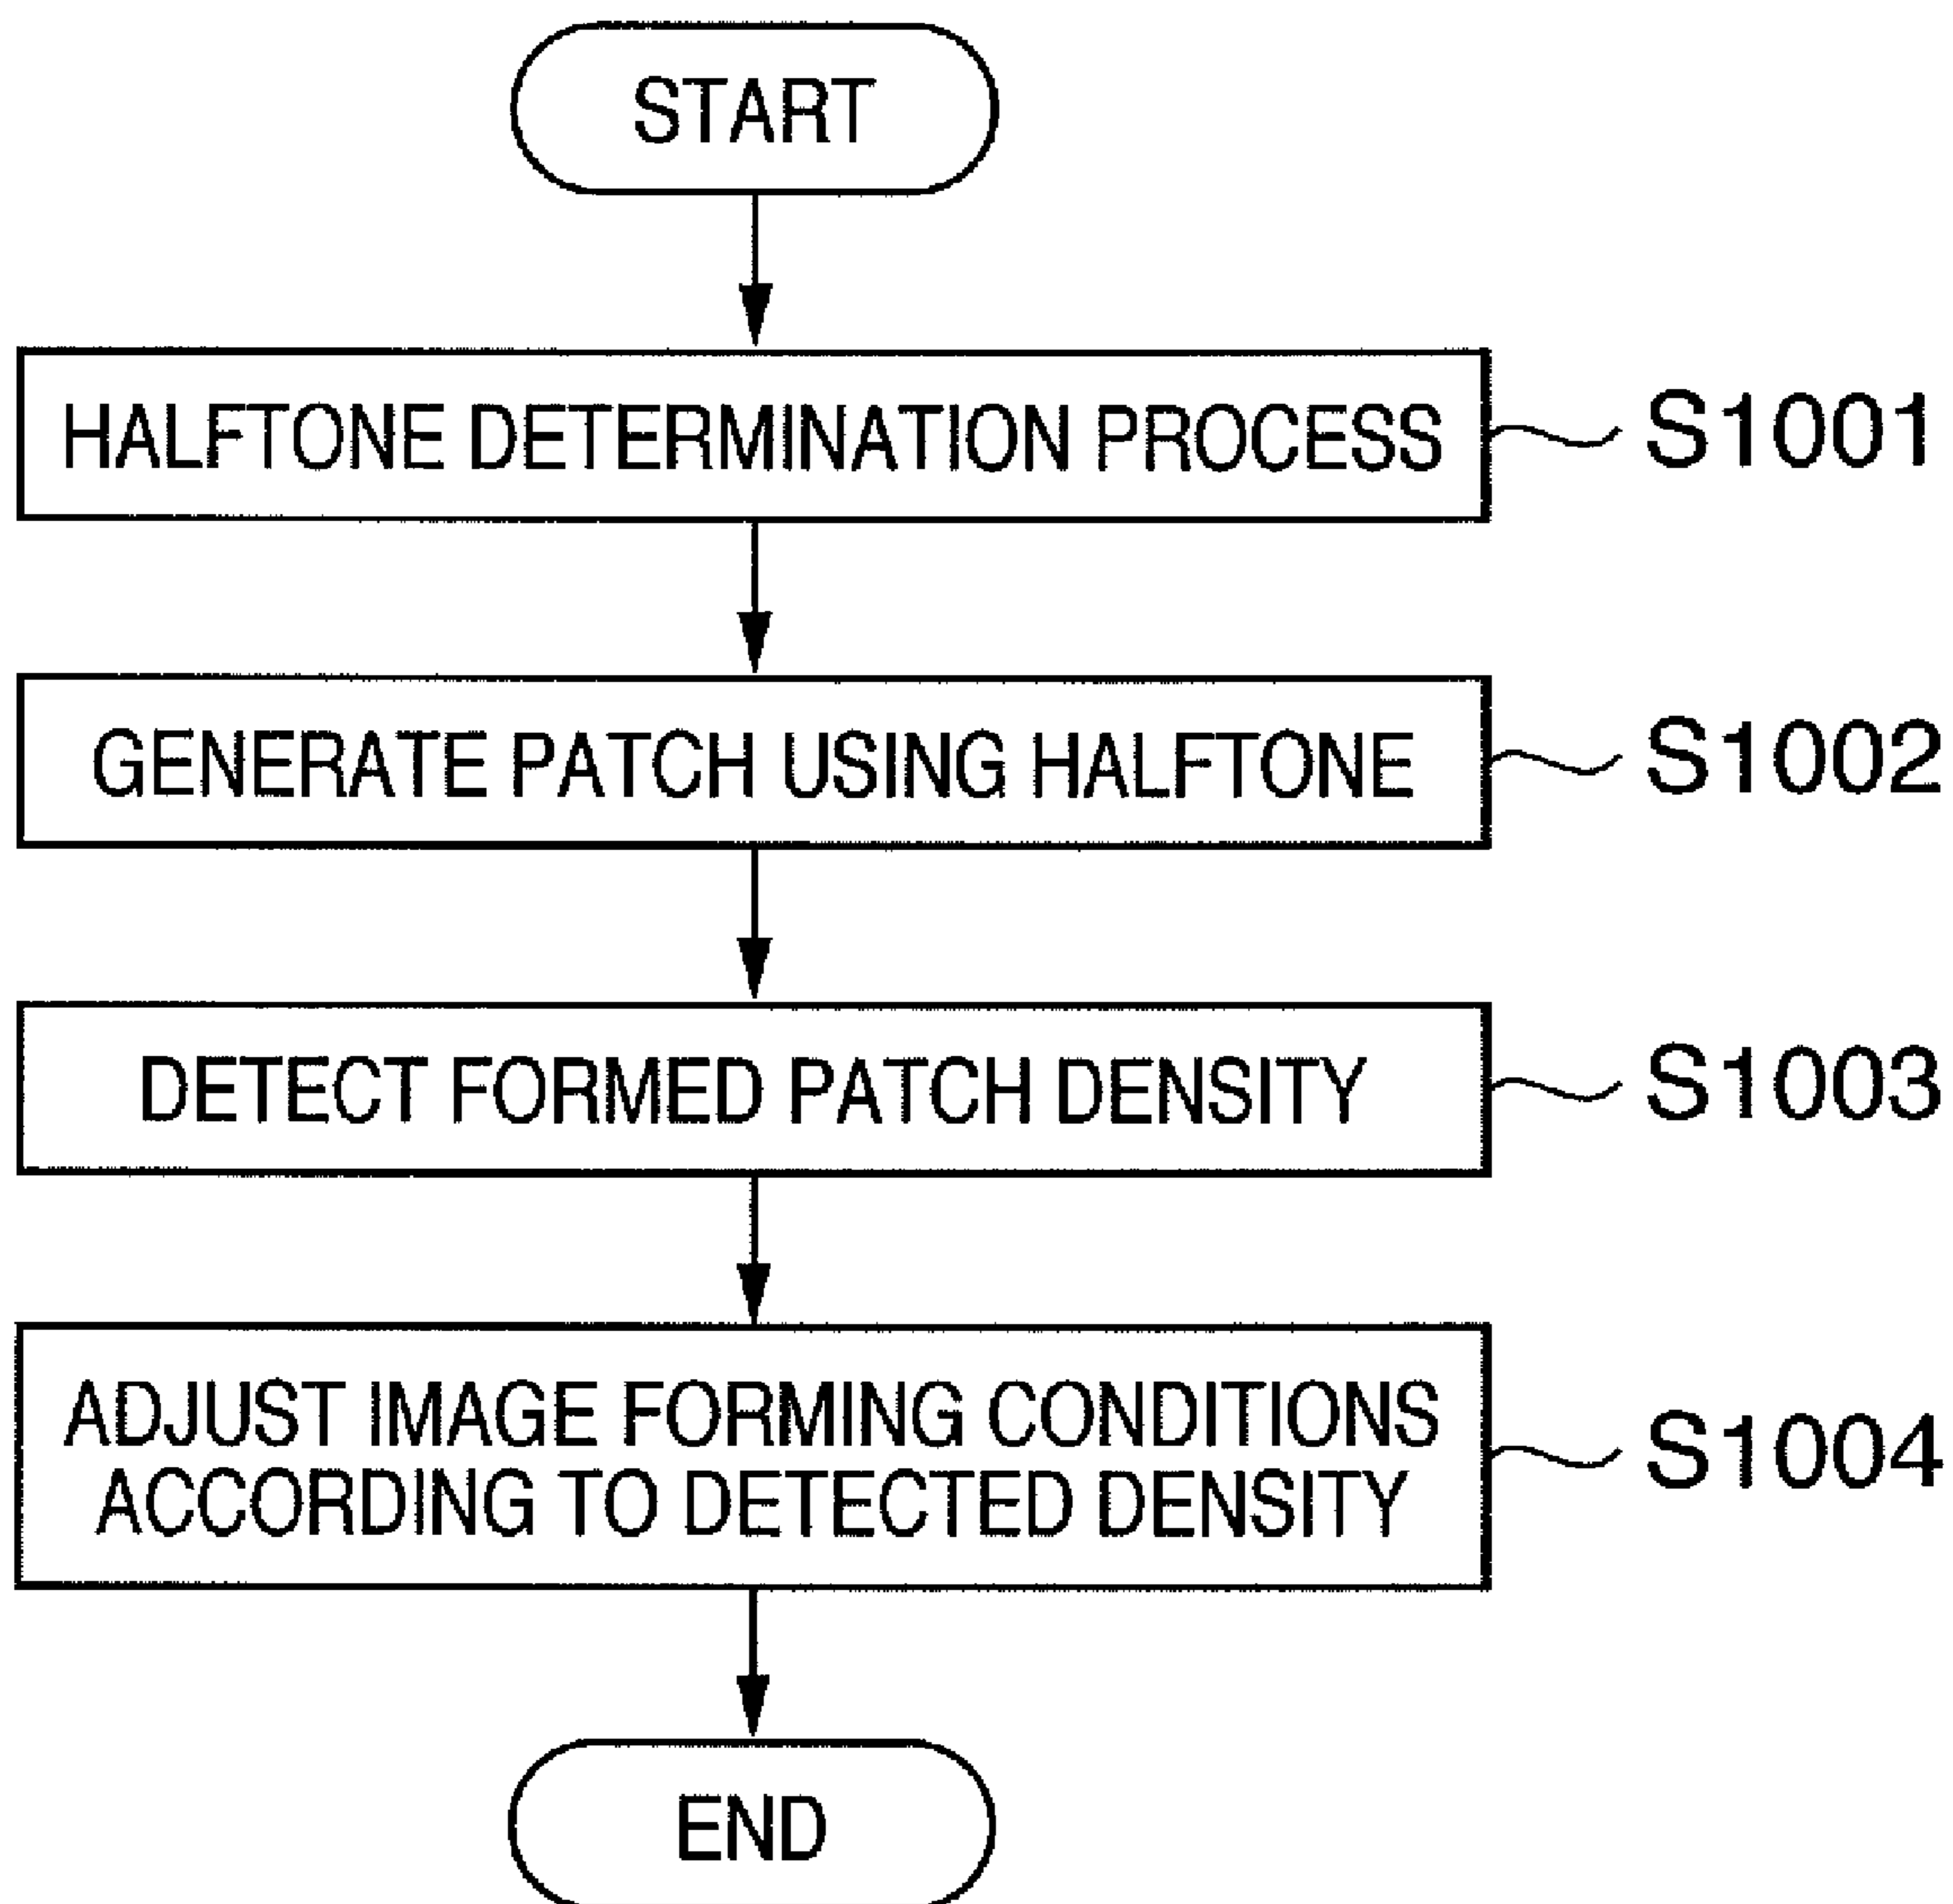 START
HALFTONE DETERMINATION PROCESS
S1001
GENERATE PATCH USING HALFTONE
S1002
DETECT FORMED PATCH DENSITY
S1003
ADJUST IMAGE FORMING CONDITIONS
ACCORDING TO DETECTED DENSITY
S1004
END